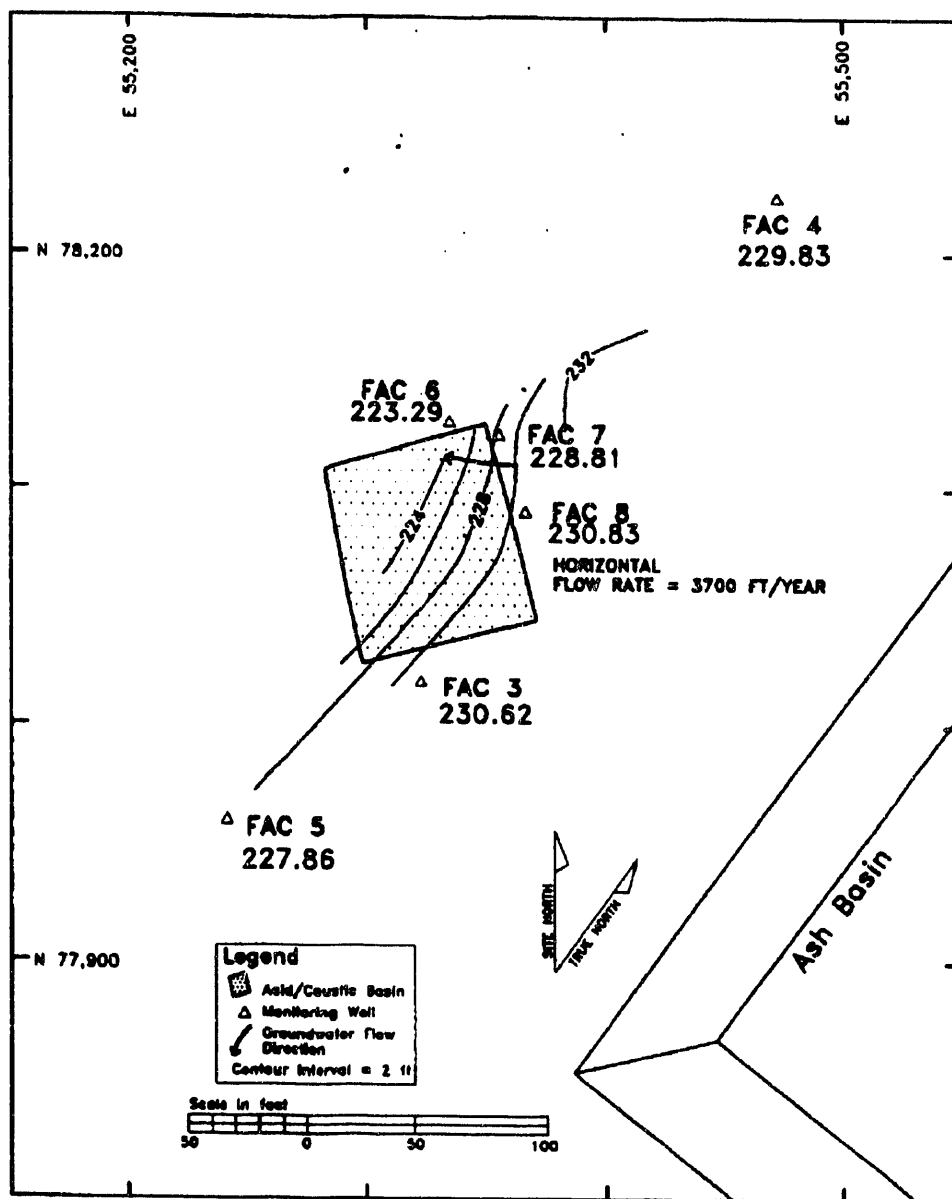 E 55,200
E 55,500
N 78,200
FAC 4
229.83
232
FAC 6
223.29
FAC 7
228.81
224
228
FAC 8
230.83
HORIZONTAL
FLOW RATE = 3700 FT/YEAR
FAC 3
230.62
FAC 5
227.86
SITE NORTH
TRUE NORTH
Ash Basin
N 77,900
Legend
Acid/Caustic Basin
Monitoring Well
Groundwater Flow
Direction
Contour Interval = 2 ft
Scale in feet
50 0 50 100